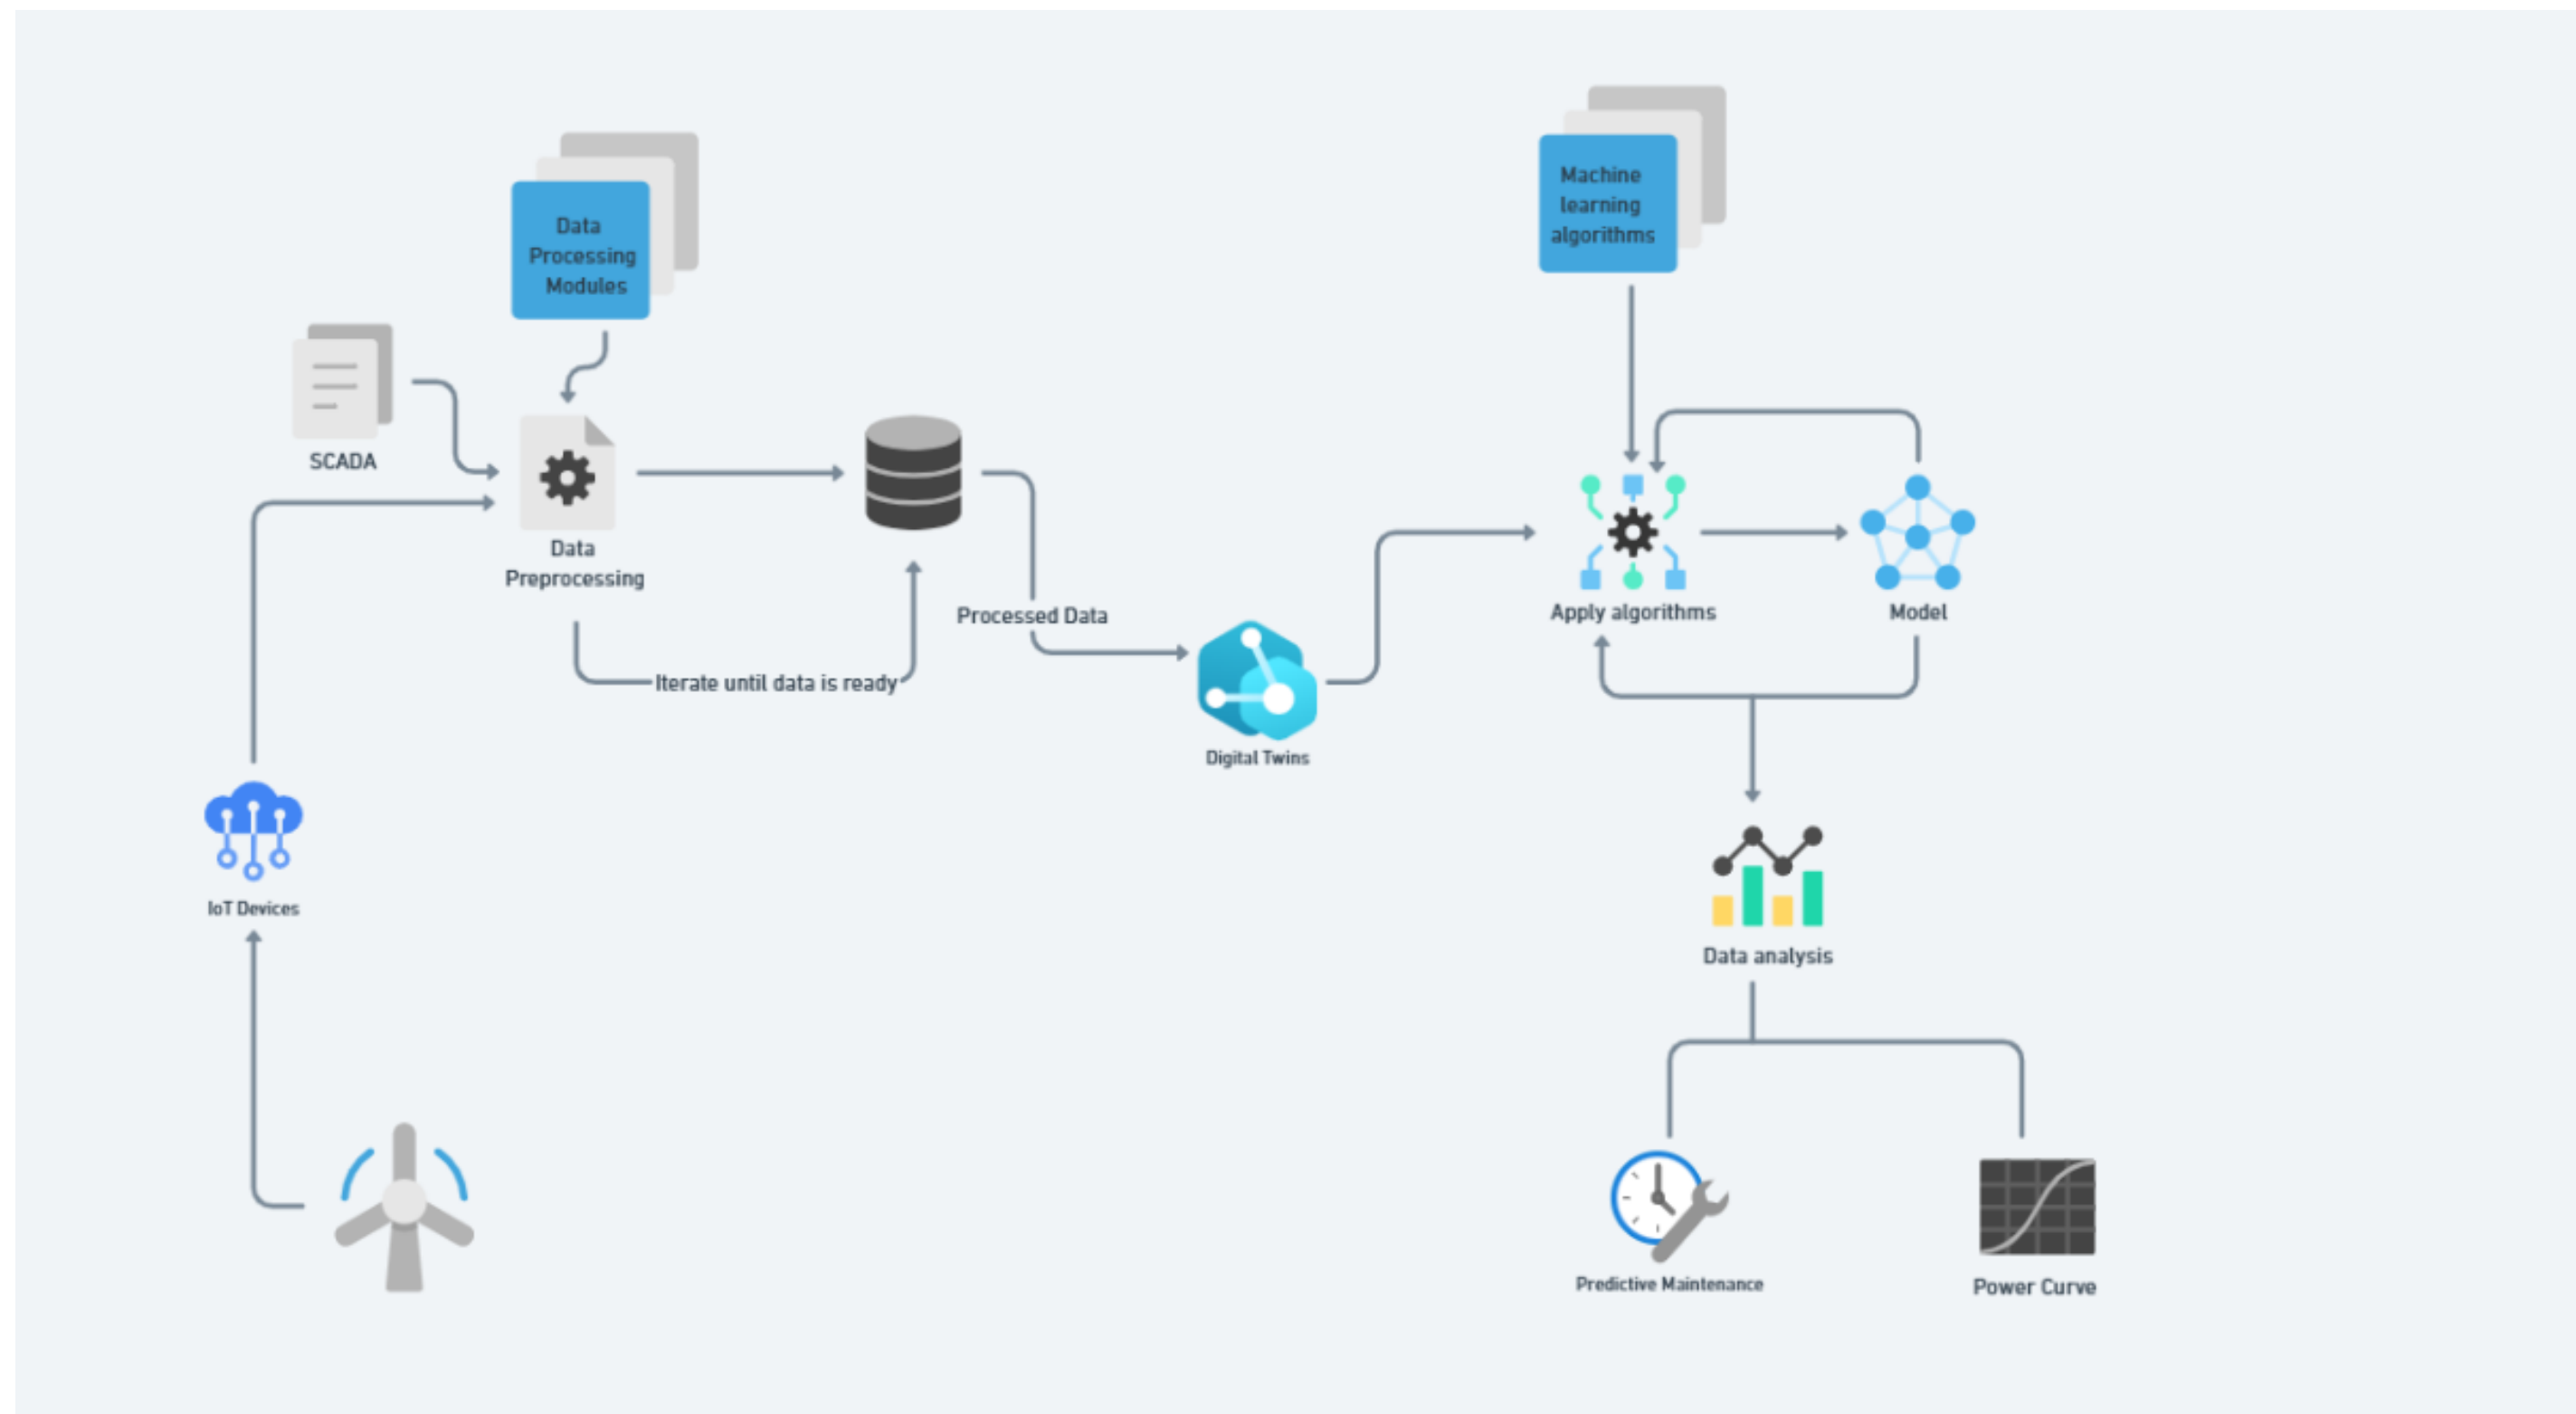 Machine
learning
algorithms
Data
Processing
Modules
SCADA
Data
Preprocessing
Processed Data
Apply algorithms
Model
Iterate until data is ready
Digital Twins
IoT Devices
Data analysis
Predictive Maintenance
Power Curve